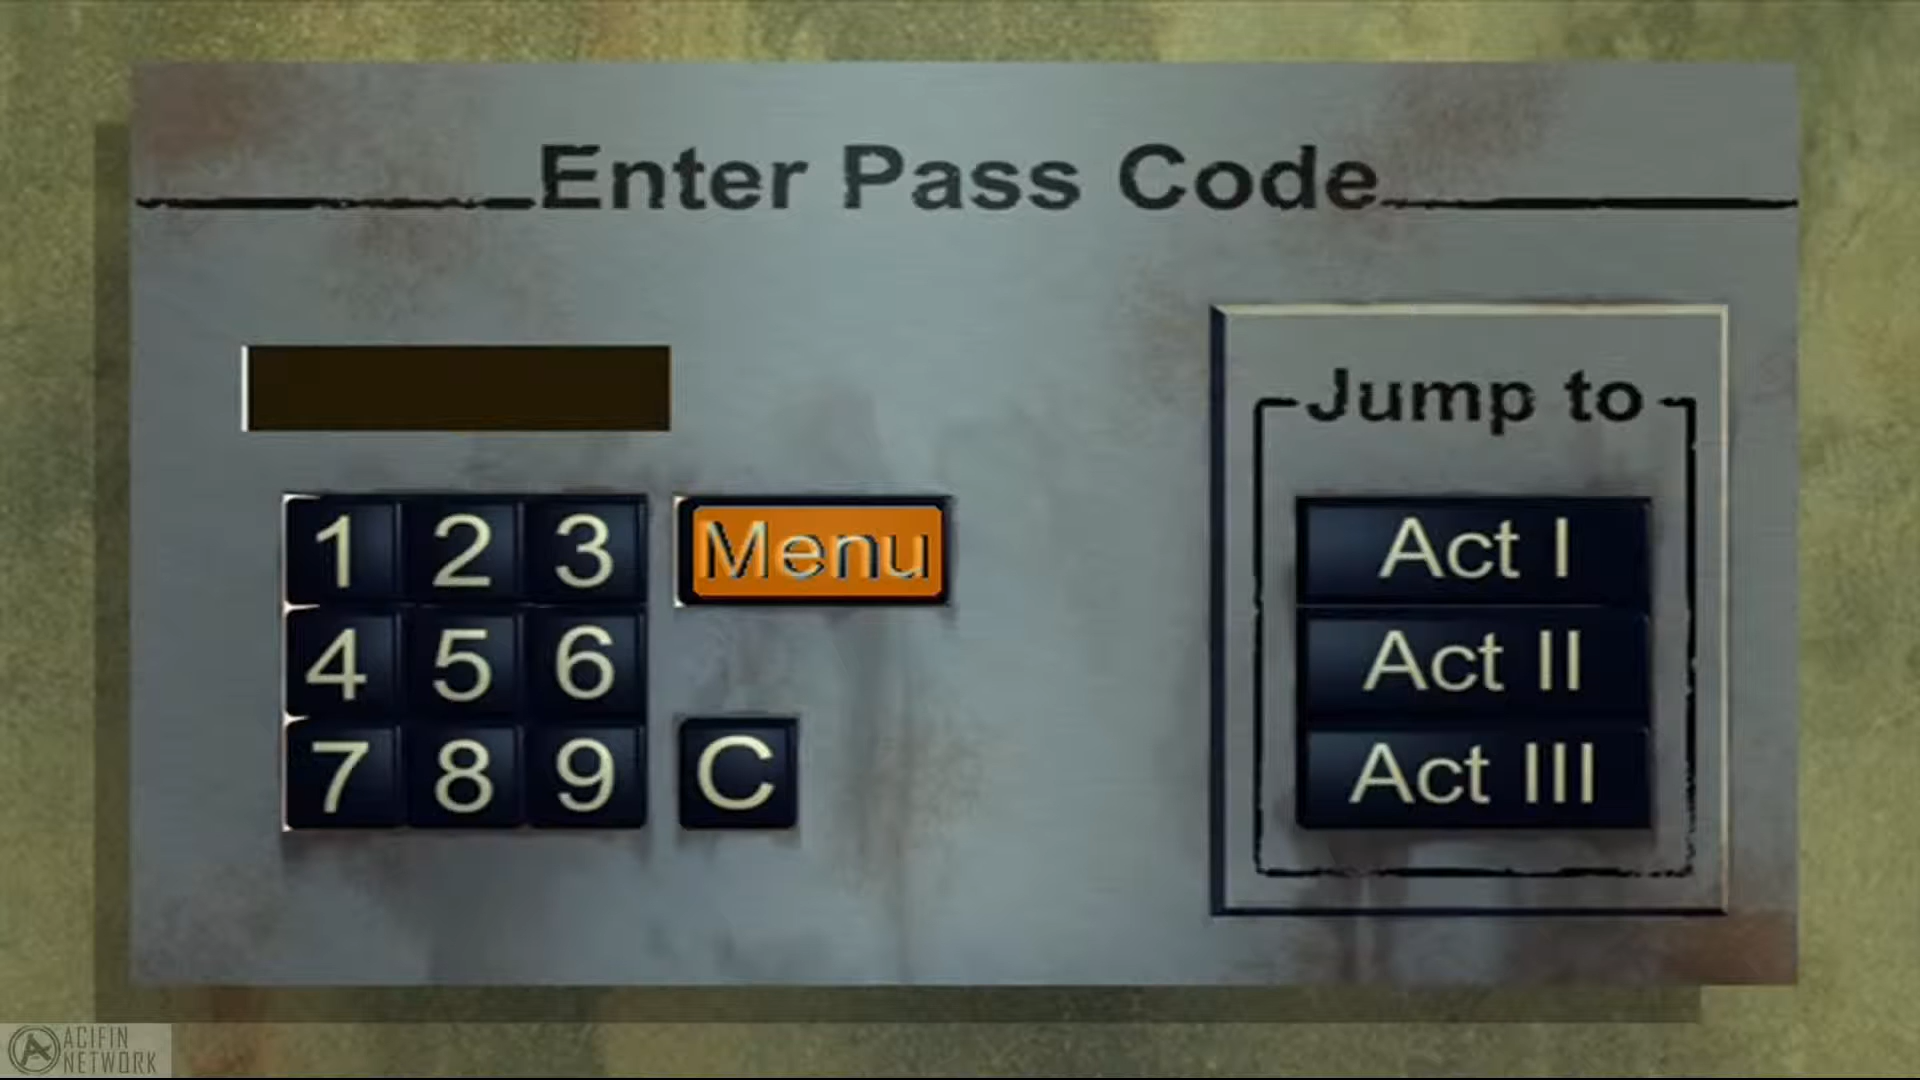 Enter Pass Code
Jump to
1 2 3 Menu
4 5 6
7 8 9 C
Act I
Act II
Act III
ACIFIN
NETWORK